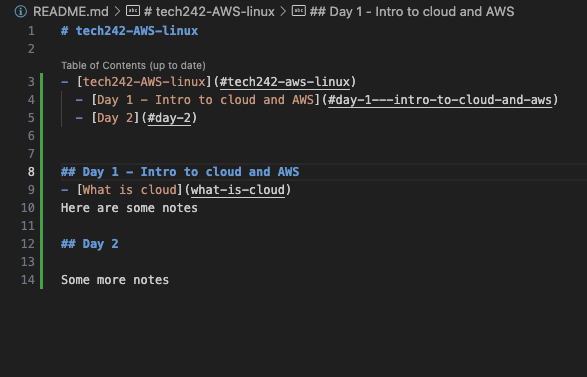 README.md > # tech242-AWS-linux > ## Day 1 - Intro to cloud and AWS
1 # tech242-AWS-linux
2
Table of Contents (up to date)
3 - [tech242-AWS-linux](#tech242-aws-linux)
4 - [Day 1 - Intro to cloud and AWS](#day-1---intro-to-cloud-and-aws)
5 - [Day 2](#day-2)
6
7
8 ## Day 1 - Intro to cloud and AWS
9 - [What is cloud](what-is-cloud)
10 Here are some notes
11
12 ## Day 2
13
14 Some more notes